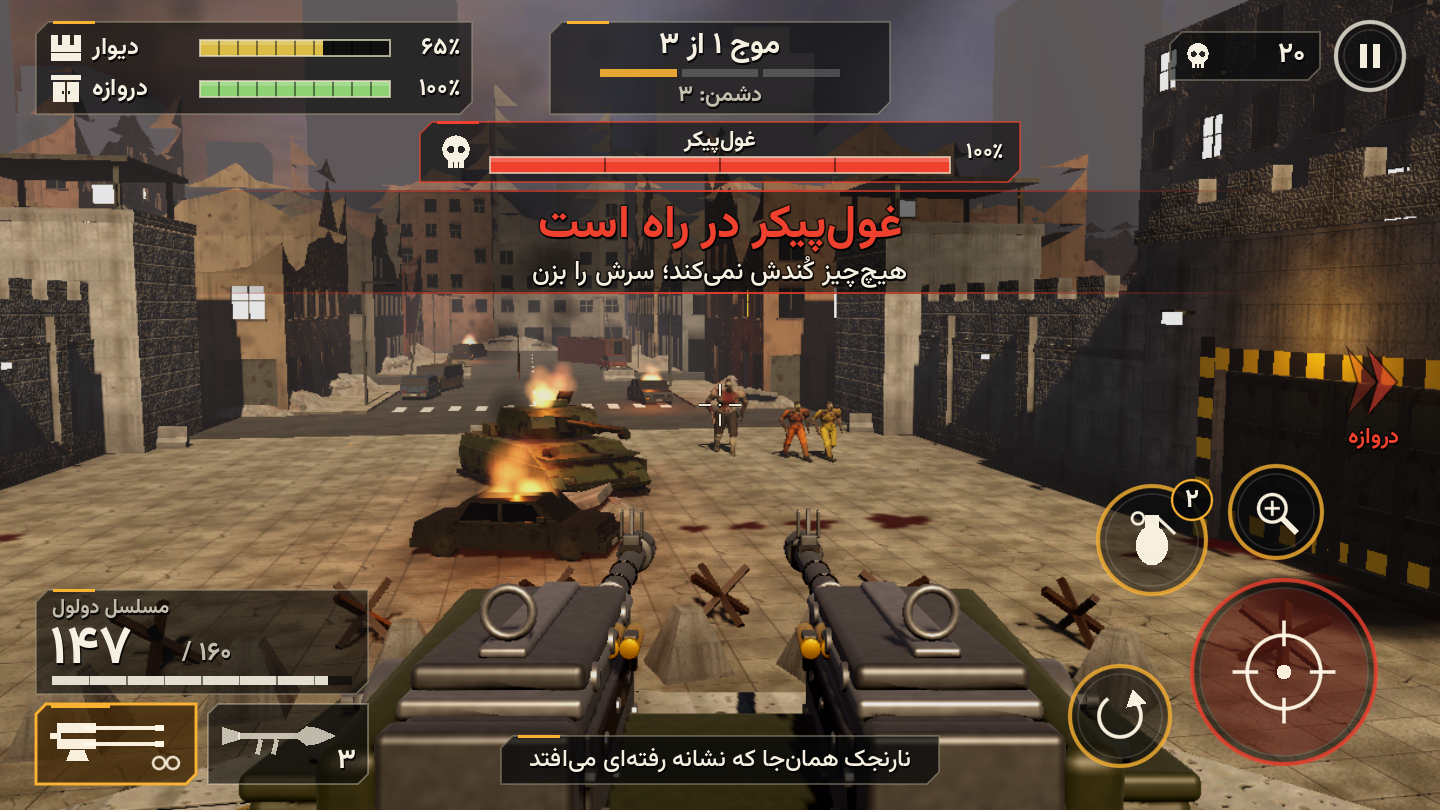 دیوار ۶۵٪
دروازه ۱۰۰٪
موج ۱ از ۳
دشمن: ۳
۲۰
غول‌پیکر
۱۰۰٪
غول‌پیکر در راه است
هیچ‌چیز کُندش نمی‌کند؛ سرش را بزن
دروازه
۲
مسلسل دولول
۱۴۷ / ۱۶۰
∞
۳
نارنجک همان‌جا که نشانه رفته‌ای می‌افتد